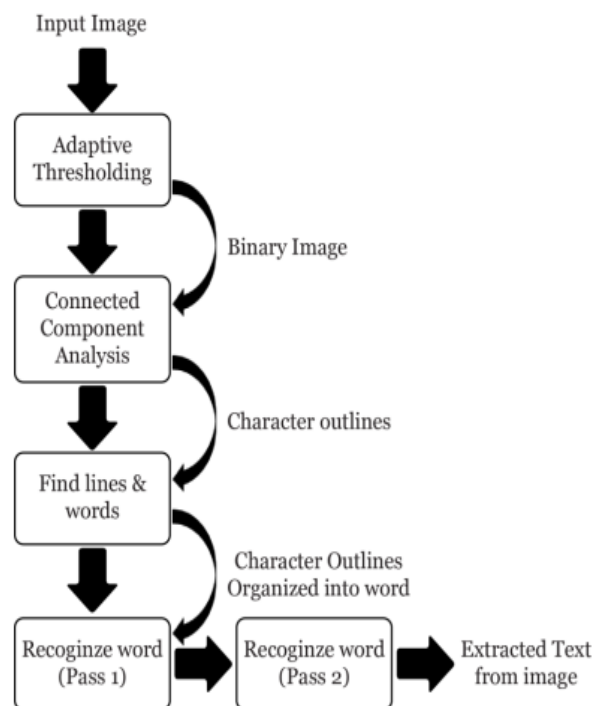 Input Image
Adaptive
Thresholding
Binary Image
Connected
Component
Analysis
Character outlines
Find lines &
words
Character Outlines
Organized into word
Recoginze word
(Pass 1)
Recoginze word
(Pass 2)
Extracted Text
from image